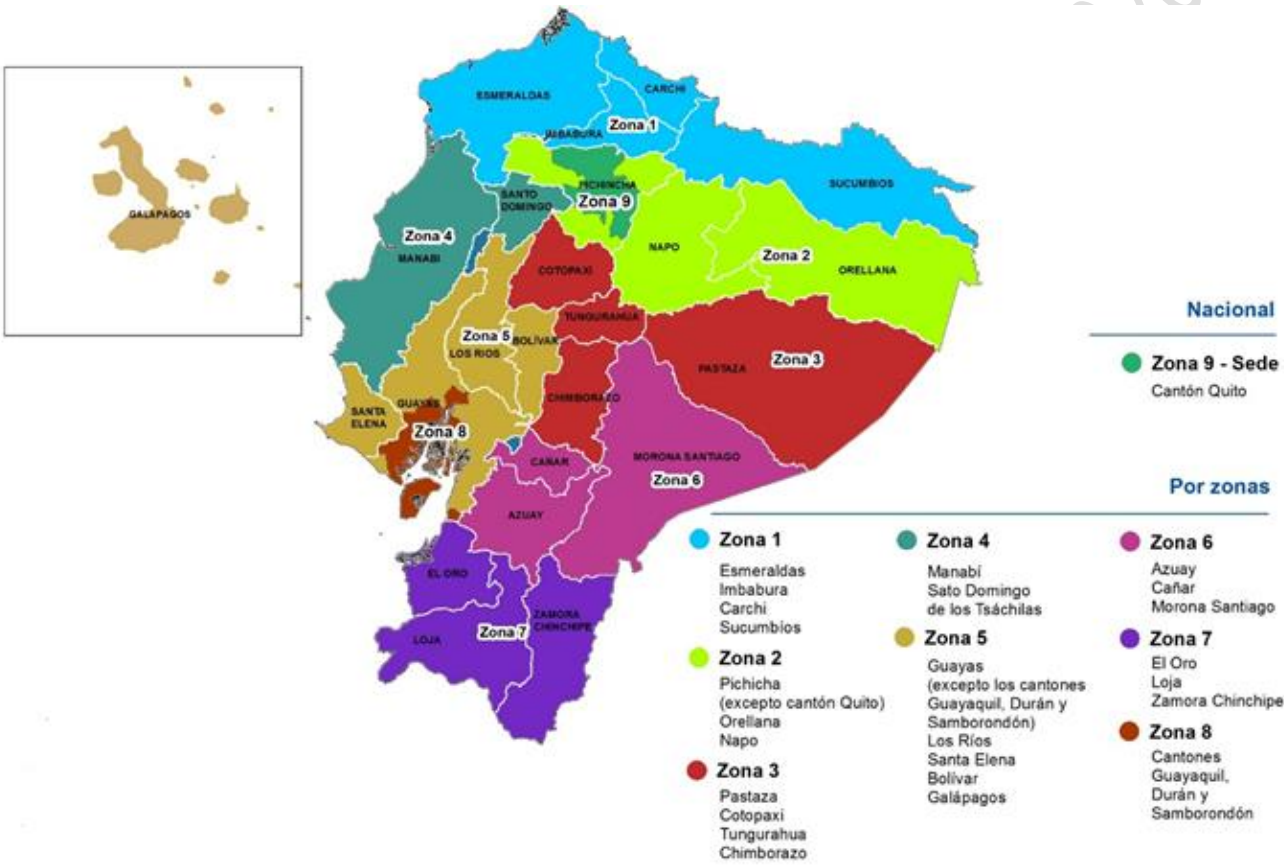 ESMERALDAS
CARCHI
IMBABURA
Zona 1
SUCUMBIOS
GALAPAGOS
PICHINCHA
SANTO
DOMINGO
Zona 9
Zona 4
MANABI
NAPO
Zona 2
ORELLANA
COTOPAXI
TUNGURAHUA
Zona 5
BOLÍVAR
LOS RIOS
Zona 3
PASTAZA
CHIMBORAZO
GUAYAS
SANTA
ELENA
Zona 8
CAÑAR
MORONA SANTIAGO
Zona 6
AZUAY
EL ORO
ZAMORA
CHINCHIPE
Zona 7
LOJA
Nacional
Zona 9 - Sede
Cantón Quito
Por zonas
Zona 1
Esmeraldas
Imbabura
Carchi
Sucumbios
Zona 2
Pichicha
(excepto cantón Quito)
Orellana
Napo
Zona 3
Pastaza
Cotopaxi
Tungurahua
Chimborazo
Zona 4
Manabí
Sato Domingo
de los Tsáchilas
Zona 5
Guayas
(excepto los cantones
Guayaquil, Durán y
Samborondón)
Los Ríos
Santa Elena
Bolívar
Galápagos
Zona 6
Azuay
Cañar
Morona Santiago
Zona 7
El Oro
Loja
Zamora Chinchipe
Zona 8
Cantones
Guayaquil,
Durán y
Samborondón